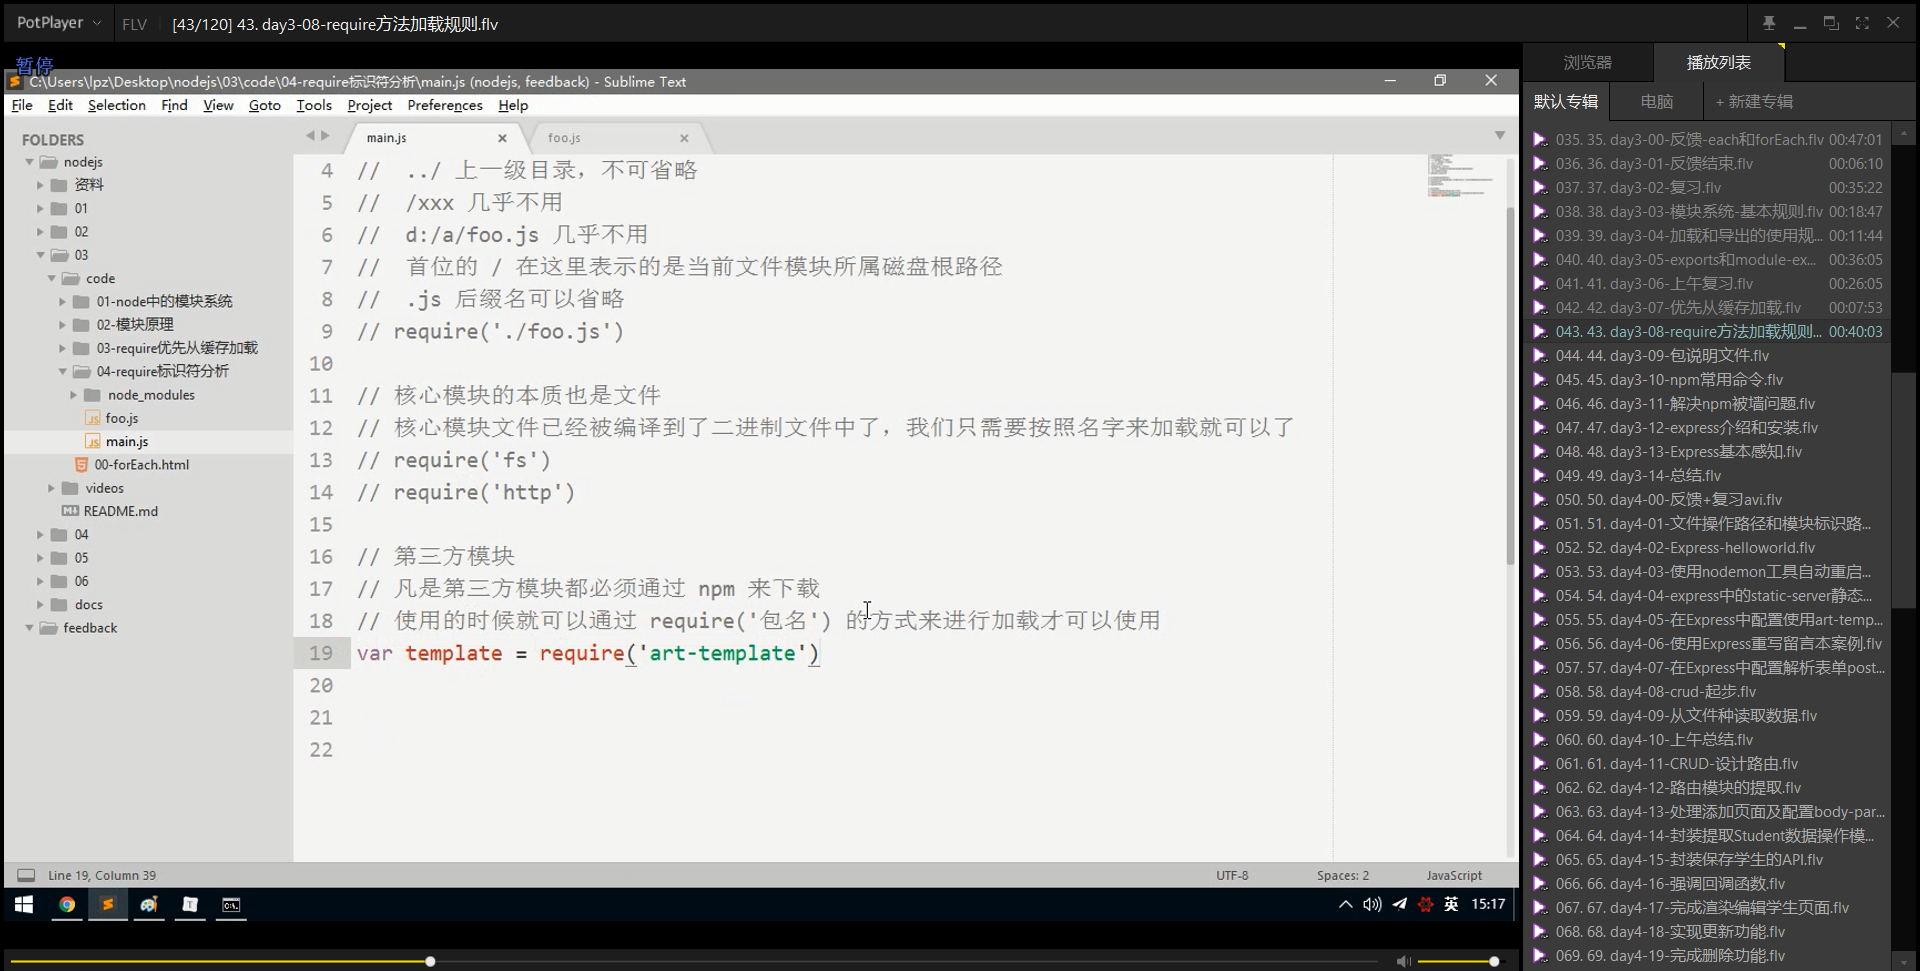 PotPlayer
FLV
[43/120] 43. day3-08-require方法加载规则.flv
暂停
C:\Users\lpz\Desktop\nodejs\03\code\04-require标识符分析\main.js (nodejs, feedback) - Sublime Text
File Edit Selection Find View Goto Tools Project Preferences Help
FOLDERS
nodejs
资料
01
02
03
code
01-node中的模块系统
02-模块原理
03-require优先从缓存加载
04-require标识符分析
node_modules
foo.js
main.js
00-forEach.html
videos
README.md
04
05
06
docs
feedback
main.js
foo.js
4 // ../ 上一级目录，不可省略
5 // /xxx 几乎不用
6 // d:/a/foo.js 几乎不用
7 // 首位的 / 在这里表示的是当前文件模块所属磁盘根路径
8 // .js 后缀名可以省略
9 // require('./foo.js')
10
11 // 核心模块的本质也是文件
12 // 核心模块文件已经被编译到了二进制文件中了，我们只需要按照名字来加载就可以了
13 // require('fs')
14 // require('http')
15
16 // 第三方模块
17 // 凡是第三方模块都必须通过 npm 来下载
18 // 使用的时候就可以通过 require('包名') 的方式来进行加载才可以使用
19 var template = require('art-template')
20
21
22
Line 19, Column 39
UTF-8
Spaces: 2
JavaScript
英
15:17
浏览器
播放列表
默认专辑
电脑
+ 新建专辑
035. 35. day3-00-反馈-each和forEach.flv 00:47:01
036. 36. day3-01-反馈结束.flv 00:06:10
037. 37. day3-02-复习.flv 00:35:22
038. 38. day3-03-模块系统-基本规则.flv 00:18:47
039. 39. day3-04-加载和导出的使用规... 00:11:44
040. 40. day3-05-exports和module-ex... 00:36:05
041. 41. day3-06-上午复习.flv 00:26:05
042. 42. day3-07-优先从缓存加载.flv 00:07:53
043. 43. day3-08-require方法加载规则... 00:40:03
044. 44. day3-09-包说明文件.flv
045. 45. day3-10-npm常用命令.flv
046. 46. day3-11-解决npm被墙问题.flv
047. 47. day3-12-express介绍和安装.flv
048. 48. day3-13-Express基本感知.flv
049. 49. day3-14-总结.flv
050. 50. day4-00-反馈+复习avi.flv
051. 51. day4-01-文件操作路径和模块标识路...
052. 52. day4-02-Express-helloworld.flv
053. 53. day4-03-使用nodemon工具自动重启...
054. 54. day4-04-express中的static-server静态...
055. 55. day4-05-在Express中配置使用art-temp...
056. 56. day4-06-使用Express重写留言本案例.flv
057. 57. day4-07-在Express中配置解析表单post...
058. 58. day4-08-crud-起步.flv
059. 59. day4-09-从文件种读取数据.flv
060. 60. day4-10-上午总结.flv
061. 61. day4-11-CRUD-设计路由.flv
062. 62. day4-12-路由模块的提取.flv
063. 63. day4-13-处理添加页面及配置body-par...
064. 64. day4-14-封装提取Student数据操作模...
065. 65. day4-15-封装保存学生的API.flv
066. 66. day4-16-强调回调函数.flv
067. 67. day4-17-完成渲染编辑学生页面.flv
068. 68. day4-18-实现更新功能.flv
069. 69. day4-19-完成删除功能.flv